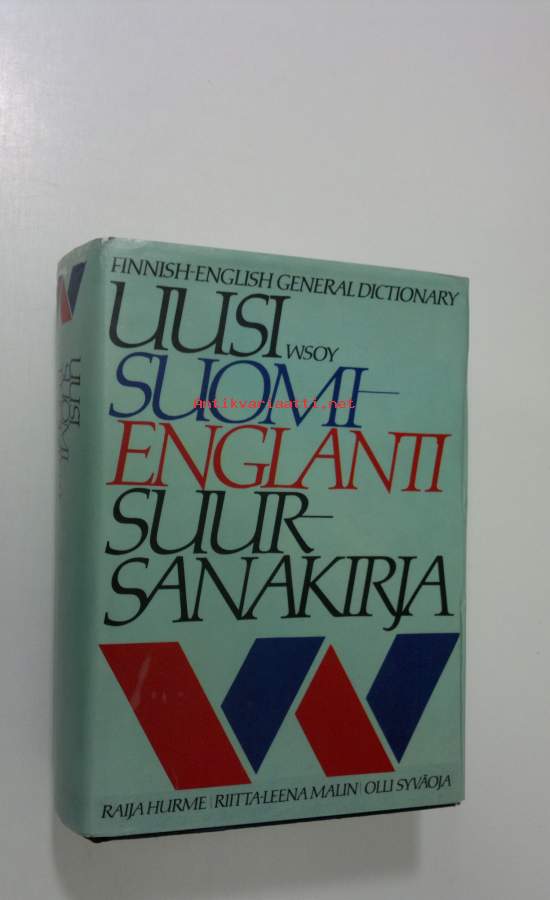 FINNISH-ENGLISH GENERAL DICTIONARY
UUSI WSOY
SUOMI-
ENGLANTI
SUUR-
SANAKIRJA
RAIJA HURME | RIITTA-LEENA MALIN | OLLI SYVÄOJA
UUSI
SUOMI
Antikvariaatti.net